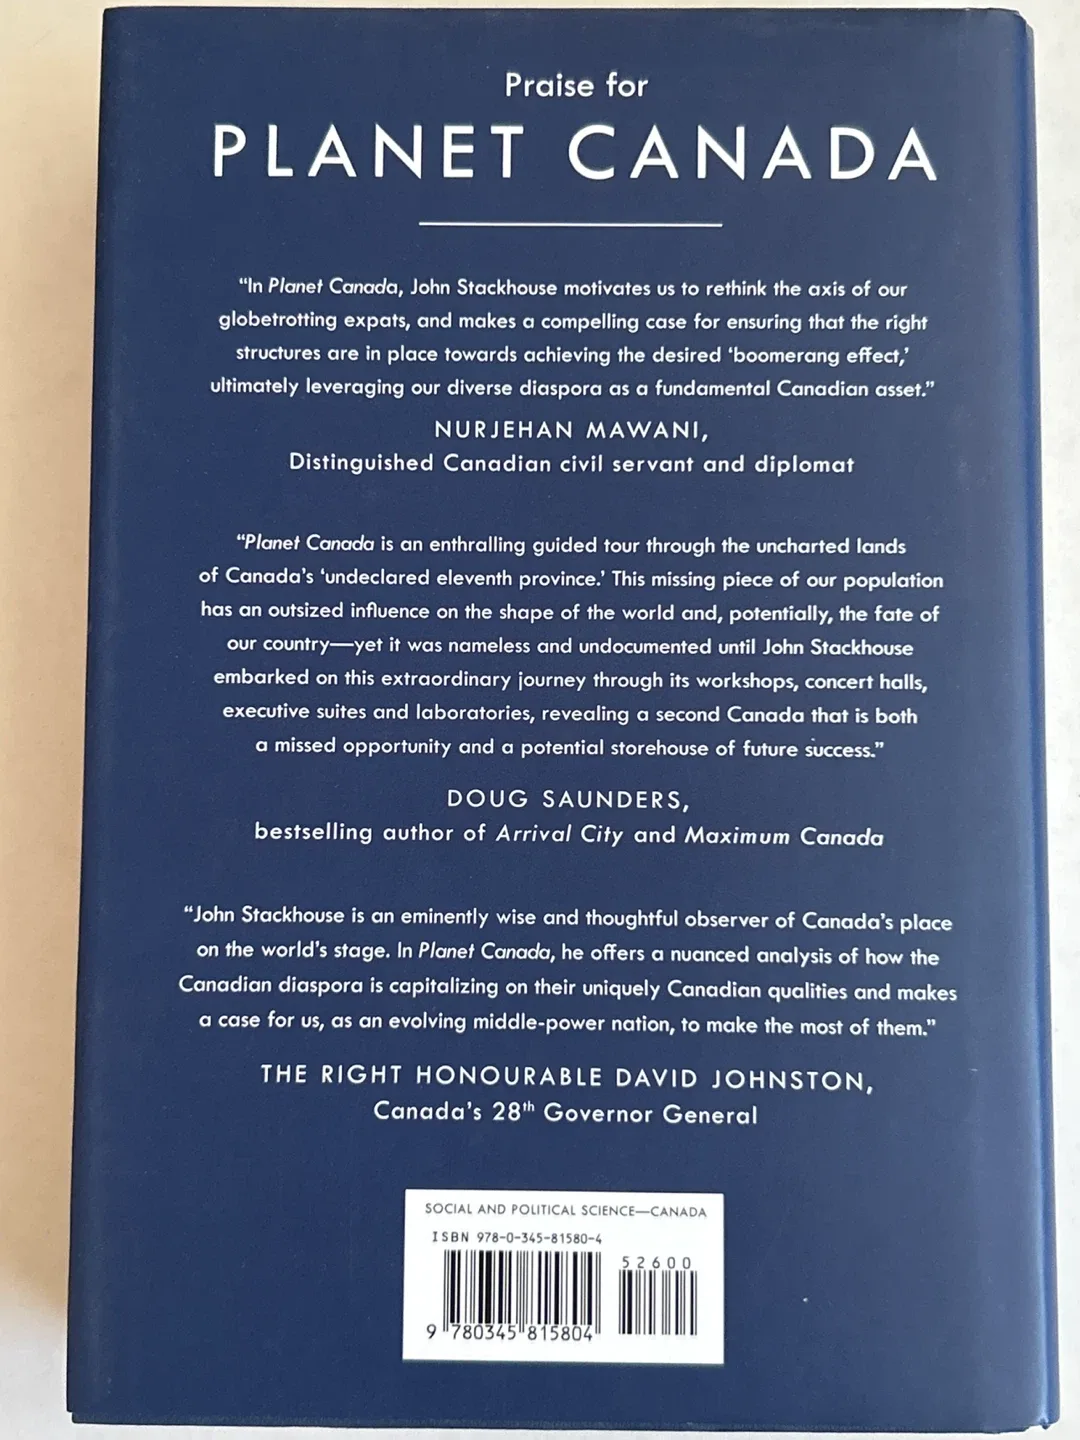 Praise for
PLANET CANADA
“In Planet Canada, John Stackhouse motivates us to rethink the axis of our
globetrotting expats, and makes a compelling case for ensuring that the right
structures are in place towards achieving the desired ‘boomerang effect,’
ultimately leveraging our diverse diaspora as a fundamental Canadian asset.”
NURJEHAN MAWANI,
Distinguished Canadian civil servant and diplomat
“Planet Canada is an enthralling guided tour through the uncharted lands
of Canada’s ‘undeclared eleventh province.’ This missing piece of our population
has an outsized influence on the shape of the world and, potentially, the fate of
our country—yet it was nameless and undocumented until John Stackhouse
embarked on this extraordinary journey through its workshops, concert halls,
executive suites and laboratories, revealing a second Canada that is both
a missed opportunity and a potential storehouse of future success.”
DOUG SAUNDERS,
bestselling author of Arrival City and Maximum Canada
“John Stackhouse is an eminently wise and thoughtful observer of Canada’s place
on the world’s stage. In Planet Canada, he offers a nuanced analysis of how the
Canadian diaspora is capitalizing on their uniquely Canadian qualities and makes
a case for us, as an evolving middle-power nation, to make the most of them.”
THE RIGHT HONOURABLE DAVID JOHNSTON,
Canada’s 28th Governor General
SOCIAL AND POLITICAL SCIENCE—CANADA
ISBN 978-0-345-81580-4
52600
9 780345 815804